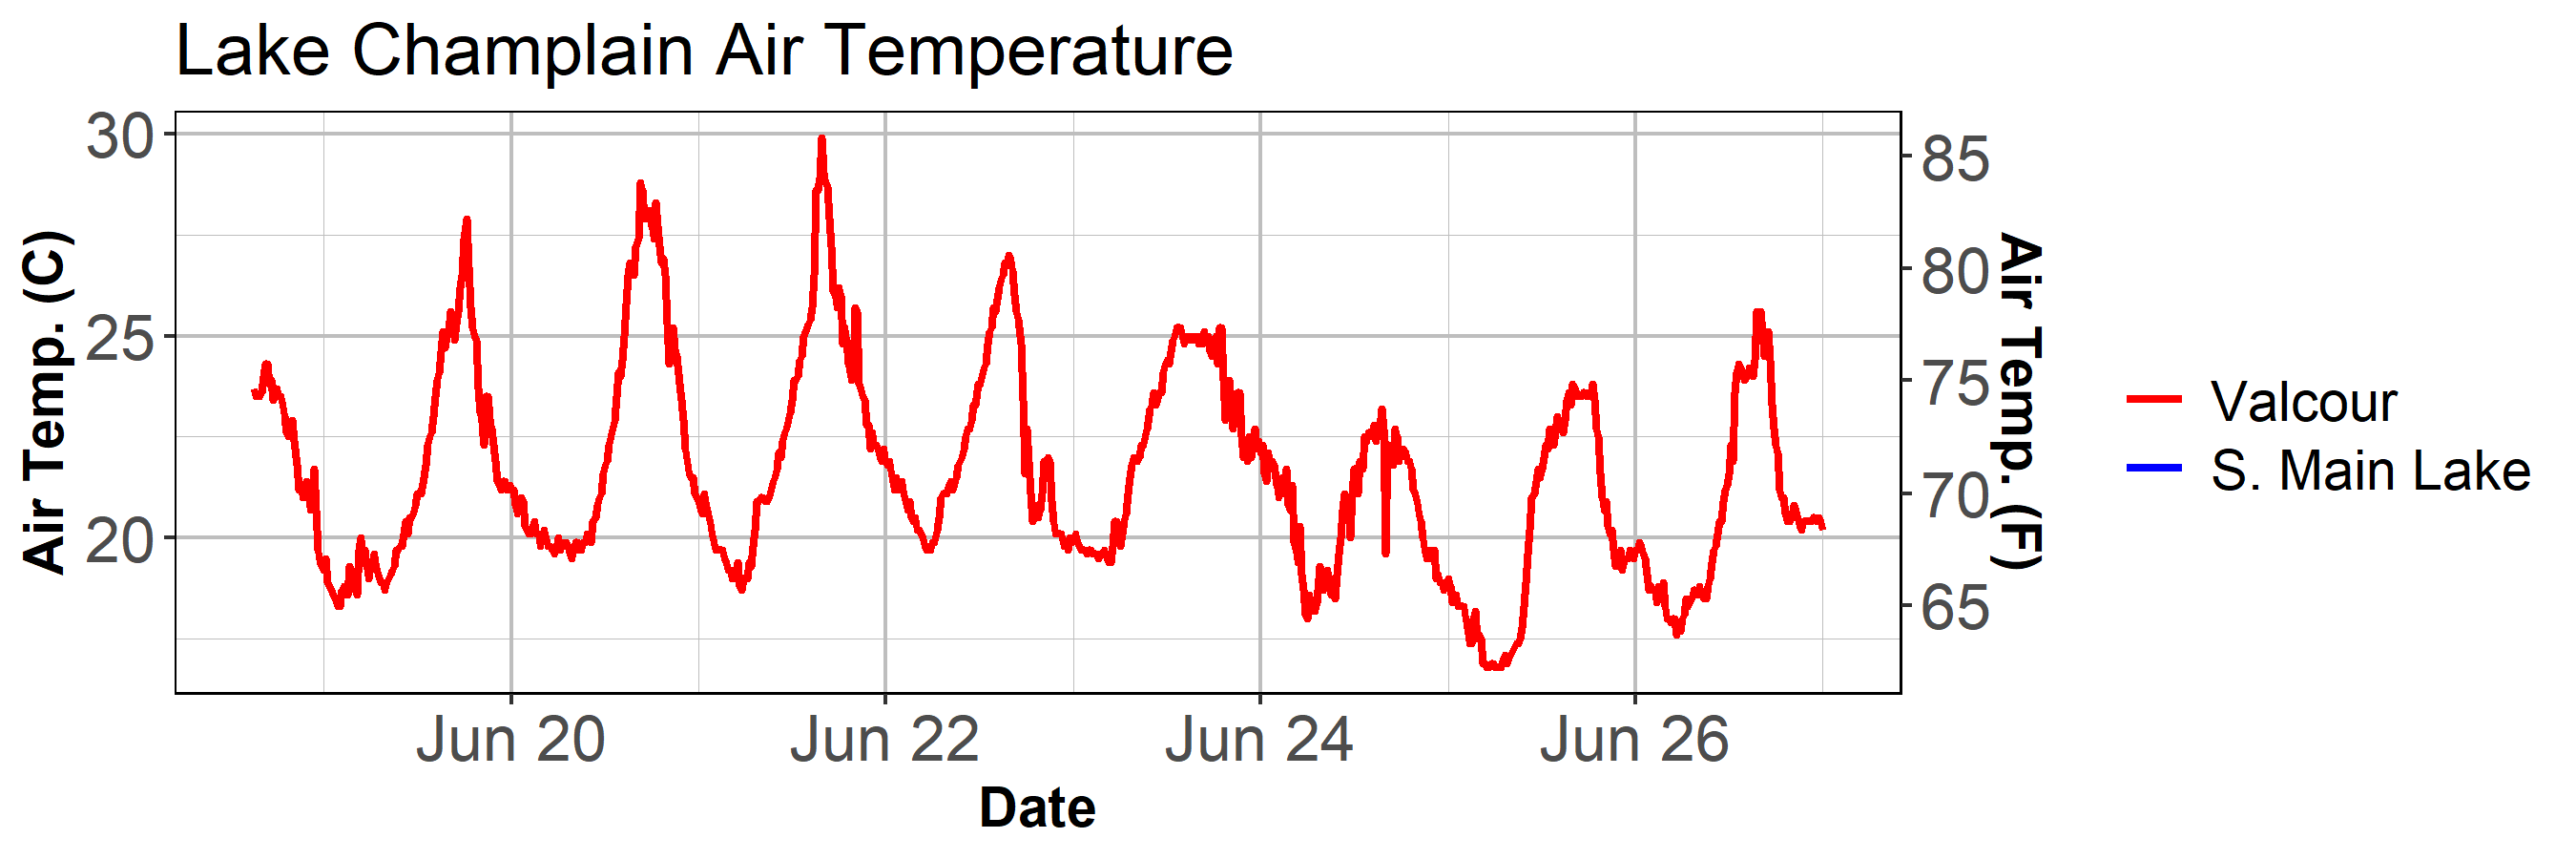 Lake Champlain Air Temperature
30
25
20
Air Temp. (C)
85
80
75
70
65
Air Temp. (F)
Jun 20
Jun 22
Jun 24
Jun 26
Date
Valcour
S. Main Lake